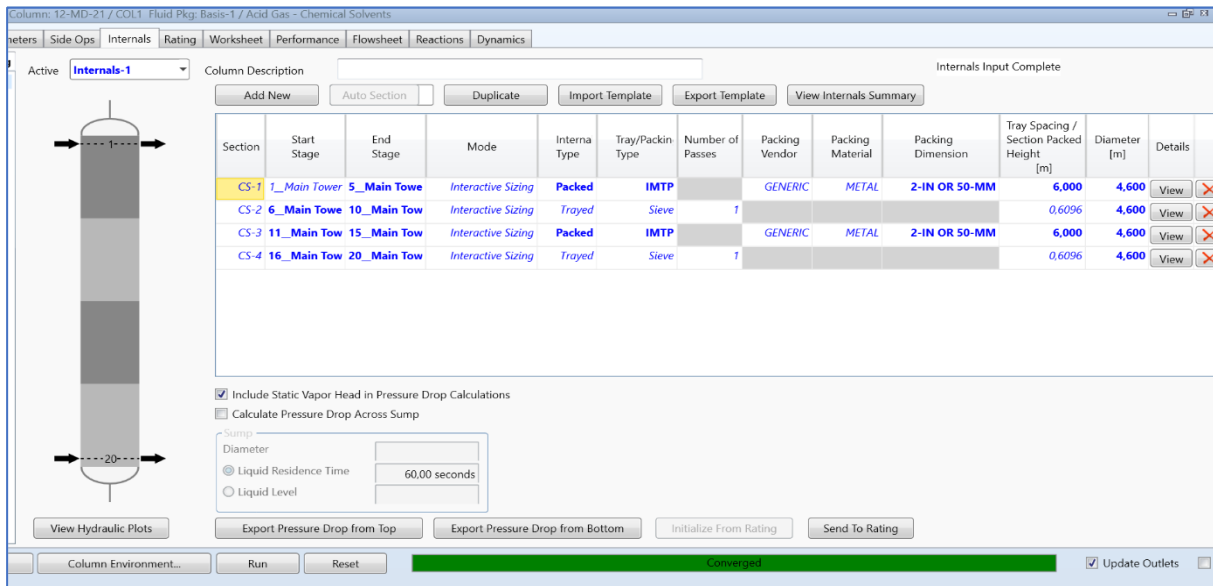 Column: 12-MD-21 / COL1 Fluid Pkg: Basis-1 / Acid Gas - Chemical Solvents
meters Side Ops Internals Rating Worksheet Performance Flowsheet Reactions Dynamics
Active Internals-1 Column Description Internals Input Complete
Add New Auto Section Duplicate Import Template Export Template View Internals Summary
Section Start Stage End Stage Mode Interna Type Tray/Packin Type Number of Passes Packing Vendor Packing Material Packing Dimension Tray Spacing / Section Packed Height [m] Diameter [m] Details
CS-1 1__Main Tower 5__Main Towe Interactive Sizing Packed IMTP GENERIC METAL 2-IN OR 50-MM 6,000 4,600 View
CS-2 6__Main Towe 10__Main Tow Interactive Sizing Trayed Sieve 1 0,6096 4,600 View
CS-3 11__Main Tow 15__Main Tow Interactive Sizing Packed IMTP GENERIC METAL 2-IN OR 50-MM 6,000 4,600 View
CS-4 16__Main Tow 20__Main Tow Interactive Sizing Trayed Sieve 1 0,6096 4,600 View
1
20
Include Static Vapor Head in Pressure Drop Calculations
Calculate Pressure Drop Across Sump
Sump
Diameter
Liquid Residence Time 60,00 seconds
Liquid Level
View Hydraulic Plots Export Pressure Drop from Top Export Pressure Drop from Bottom Initialize From Rating Send To Rating
Column Environment... Run Reset Converged Update Outlets